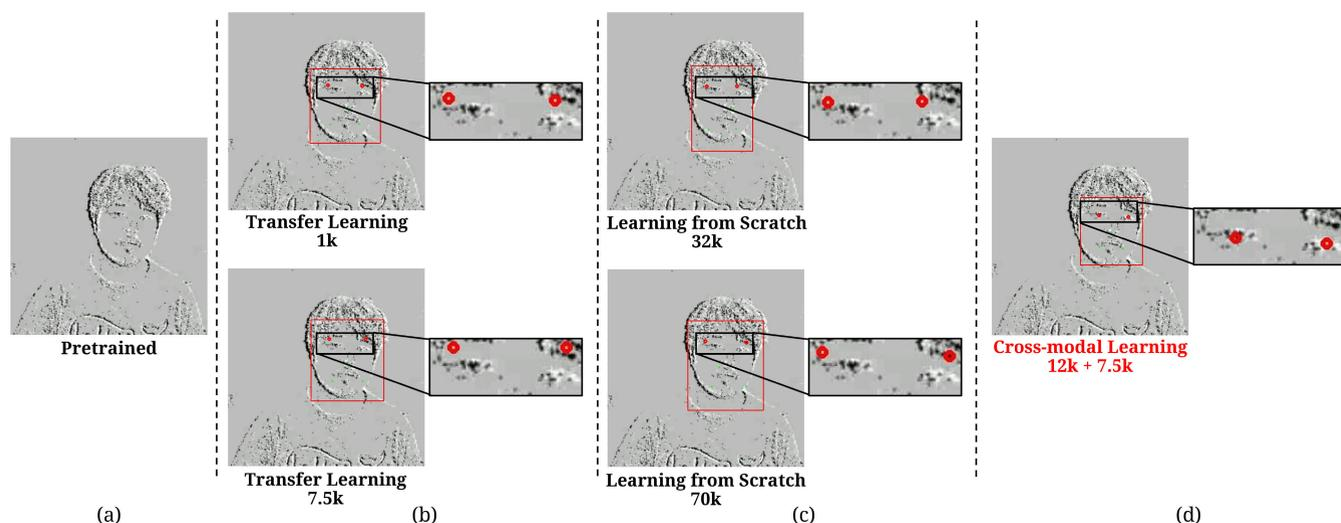 Pretrained
Transfer Learning
1k
Transfer Learning
7.5k
Learning from Scratch
32k
Learning from Scratch
70k
Cross-modal Learning
12k + 7.5k
(a)
(b)
(c)
(d)